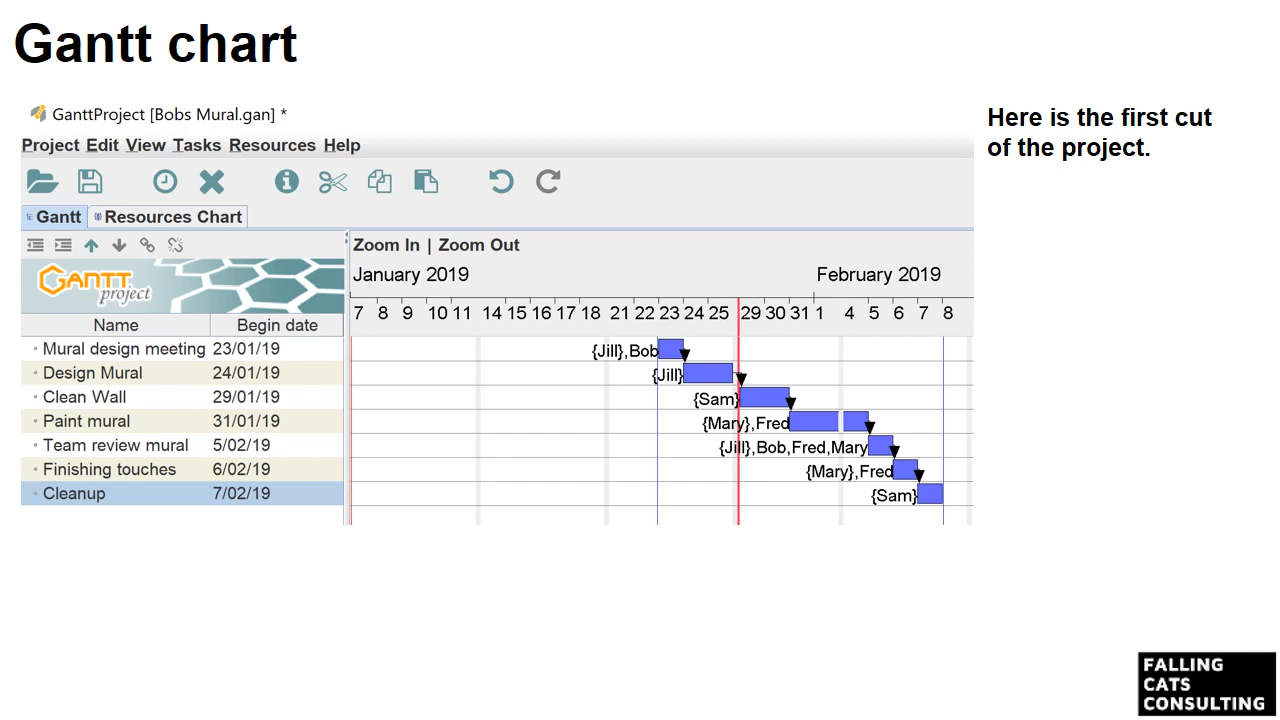 Gantt chart
GanttProject [Bobs Mural.gan] *
Here is the first cut
of the project.
Project Edit View Tasks Resources Help
Gantt Resources Chart
Zoom In | Zoom Out
GANTT
project
January 2019 February 2019
7 8 9 10 11 14 15 16 17 18 21 22 23 24 25 29 30 31 1 4 5 6 7 8
Name Begin date
Mural design meeting 23/01/19 {Jill},Bob
Design Mural 24/01/19 {Jill}
Clean Wall 29/01/19 {Sam}
Paint mural 31/01/19 {Mary},Fred
Team review mural 5/02/19 {Jill},Bob,Fred,Mary
Finishing touches 6/02/19 {Mary},Fred
Cleanup 7/02/19 {Sam}
FALLING
CATS
CONSULTING